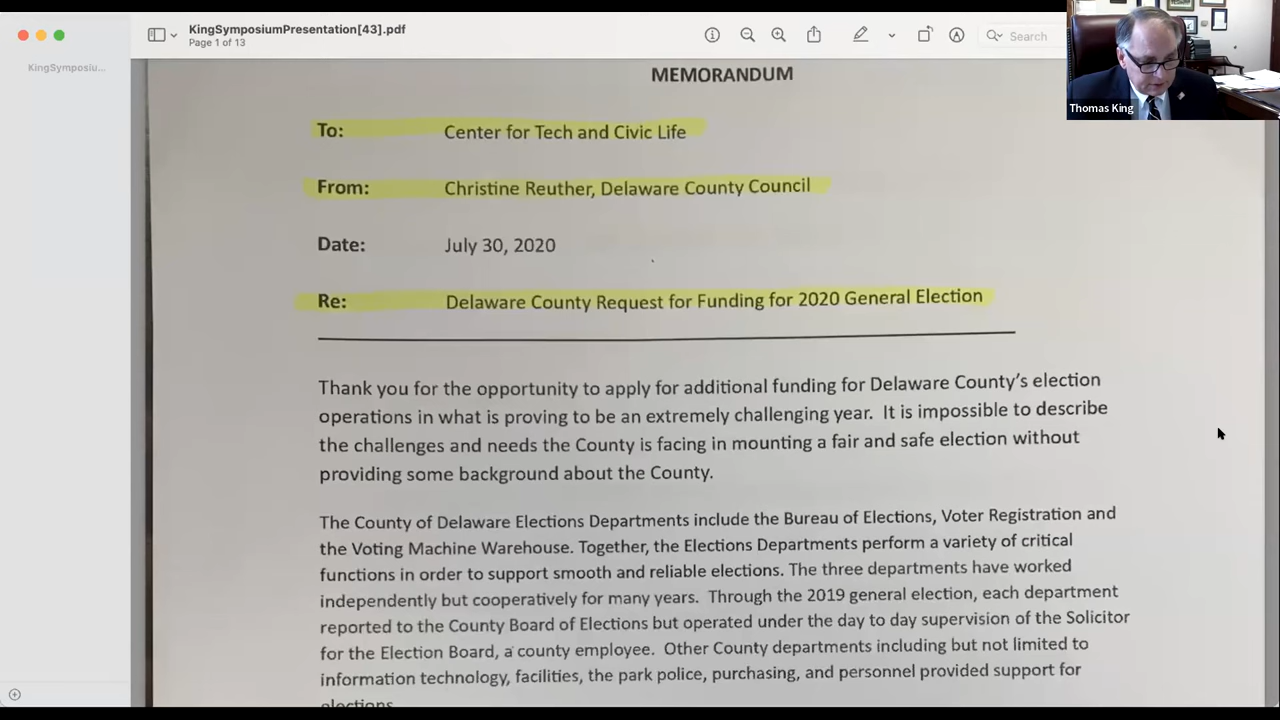 KingSymposiumPresentation[43].pdf
Page 1 of 13
Search
KingSymposiu...
Thomas King
MEMORANDUM
To: Center for Tech and Civic Life
From: Christine Reuther, Delaware County Council
Date: July 30, 2020
Re: Delaware County Request for Funding for 2020 General Election
Thank you for the opportunity to apply for additional funding for Delaware County's election
operations in what is proving to be an extremely challenging year. It is impossible to describe
the challenges and needs the County is facing in mounting a fair and safe election without
providing some background about the County.
The County of Delaware Elections Departments include the Bureau of Elections, Voter Registration and
the Voting Machine Warehouse. Together, the Elections Departments perform a variety of critical
functions in order to support smooth and reliable elections. The three departments have worked
independently but cooperatively for many years. Through the 2019 general election, each department
reported to the County Board of Elections but operated under the day to day supervision of the Solicitor
for the Election Board, a county employee. Other County departments including but not limited to
information technology, facilities, the park police, purchasing, and personnel provided support for
elections.